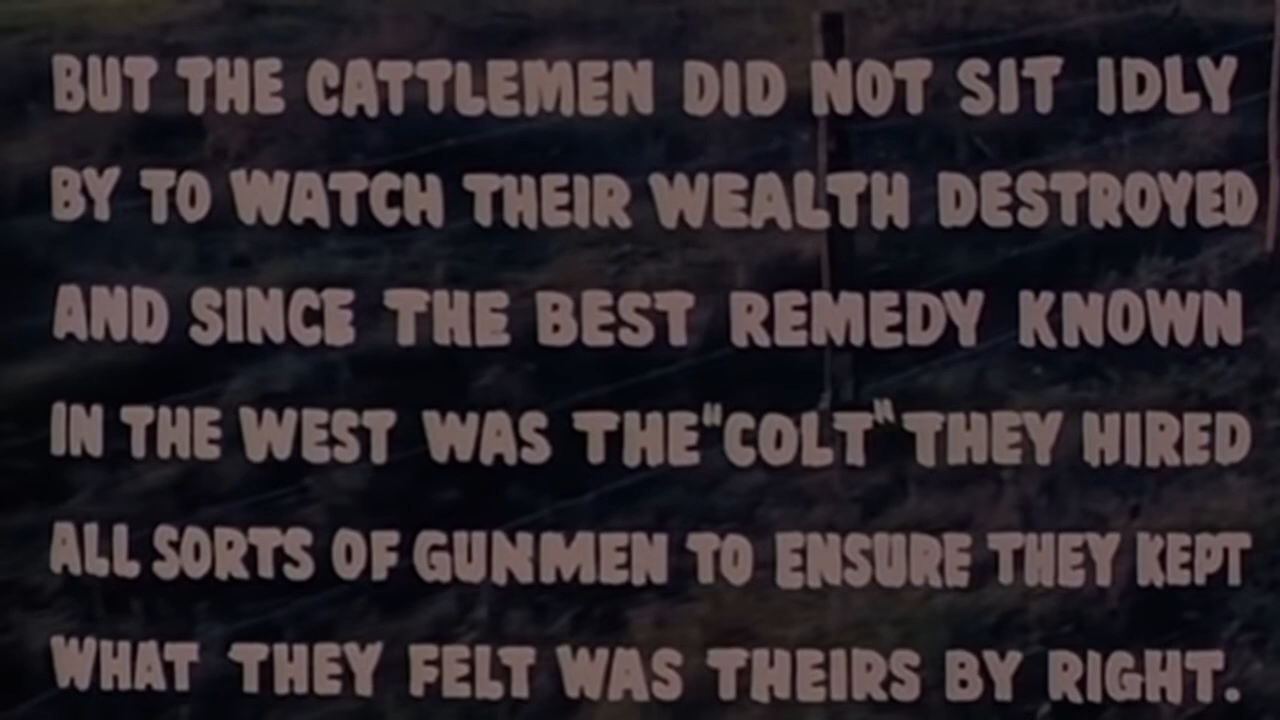 BUT THE CATTLEMEN DID NOT SIT IDLY
BY TO WATCH THEIR WEALTH DESTROYED
AND SINCE THE BEST REMEDY KNOWN
IN THE WEST WAS THE "COLT" THEY HIRED
ALL SORTS OF GUNMEN TO ENSURE THEY KEPT
WHAT THEY FELT WAS THEIRS BY RIGHT.